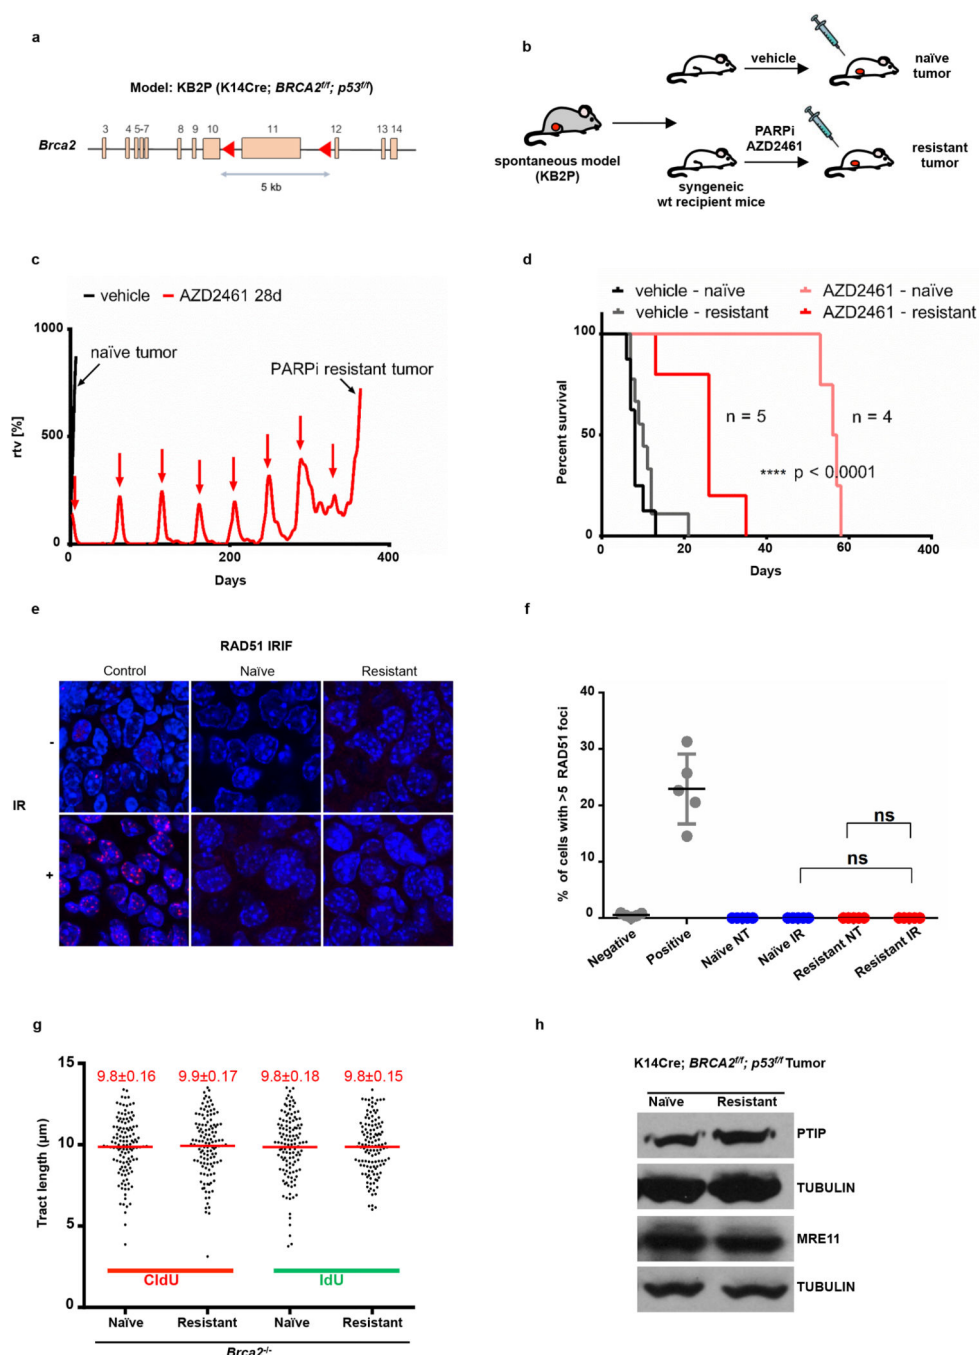 a
Model: KB2P (K14Cre; BRCA2f/f; p53f/f)
3 4 5-7 8 9 10 11 12 13 14
Brca2
5 kb
b
vehicle
naïve
tumor
PARPi
AZD2461
spontaneous model
(KB2P)
syngeneic
wt recipient mice
resistant
tumor
c
vehicle AZD2461 28d
1000
naïve tumor
PARPi resistant tumor
rtv [%]
500
0
0 200 400
Days
d
vehicle - naïve AZD2461 - naïve
vehicle - resistant AZD2461 - resistant
100
Percent survival
n = 5 n = 4
50
**** p < 0.0001
0
0 20 40 60 400
Days
e
RAD51 IRIF
Control Naïve Resistant
-
IR
+
f
% of cells with >5 RAD51 foci
40
30
20
10
0
ns
ns
Negative Positive Naïve NT Naïve IR Resistant NT Resistant IR
g
15
9.8±0.16 9.9±0.17 9.8±0.18 9.8±0.15
Tract length (μm)
10
5
CldU IdU
0
Naïve Resistant Naïve Resistant
Brca2-/-
h
K14Cre; BRCA2f/f; p53f/f Tumor
Naïve Resistant
PTIP
TUBULIN
MRE11
TUBULIN